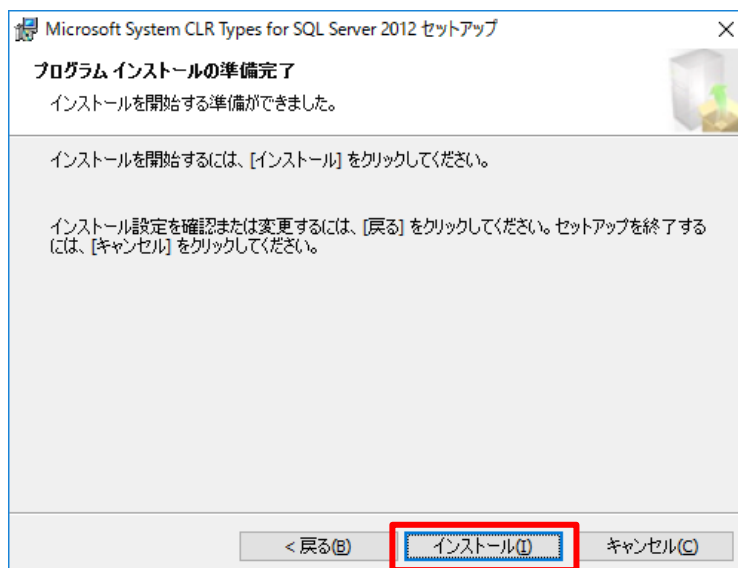 Microsoft System CLR Types for SQL Server 2012 セットアップ
プログラム インストールの準備完了
インストールを開始する準備ができました。
インストールを開始するには、[インストール] をクリックしてください。
インストール設定を確認または変更するには、[戻る] をクリックしてください。セットアップを終了する
には、[キャンセル] をクリックしてください。
< 戻る(B) インストール(I) キャンセル(C)